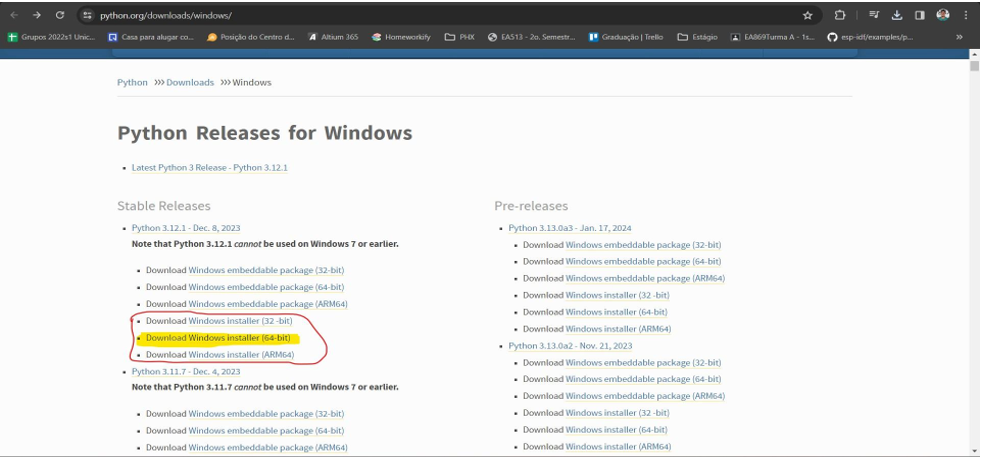 python.org/downloads/windows/
Grupos 2022s1 Unic...
Casa para alugar co...
Posição do Centro d...
Altium 365
Homeworkify
PHX
EA513 - 2o. Semestr...
Graduação | Trello
Estágio
EA869Turma A - 1s...
esp-idf/examples/p...
»
Python >>> Downloads >>> Windows
Python Releases for Windows
Latest Python 3 Release - Python 3.12.1
Stable Releases
Python 3.12.1 - Dec. 8, 2023
Note that Python 3.12.1 cannot be used on Windows 7 or earlier.
Download Windows embeddable package (32-bit)
Download Windows embeddable package (64-bit)
Download Windows embeddable package (ARM64)
Download Windows installer (32 -bit)
Download Windows installer (64-bit)
Download Windows installer (ARM64)
Python 3.11.7 - Dec. 4, 2023
Note that Python 3.11.7 cannot be used on Windows 7 or earlier.
Download Windows embeddable package (32-bit)
Download Windows embeddable package (64-bit)
Download Windows embeddable package (ARM64)
Pre-releases
Python 3.13.0a3 - Jan. 17, 2024
Download Windows embeddable package (32-bit)
Download Windows embeddable package (64-bit)
Download Windows embeddable package (ARM64)
Download Windows installer (32 -bit)
Download Windows installer (64-bit)
Download Windows installer (ARM64)
Python 3.13.0a2 - Nov. 21, 2023
Download Windows embeddable package (32-bit)
Download Windows embeddable package (64-bit)
Download Windows embeddable package (ARM64)
Download Windows installer (32 -bit)
Download Windows installer (64-bit)
Download Windows installer (ARM64)